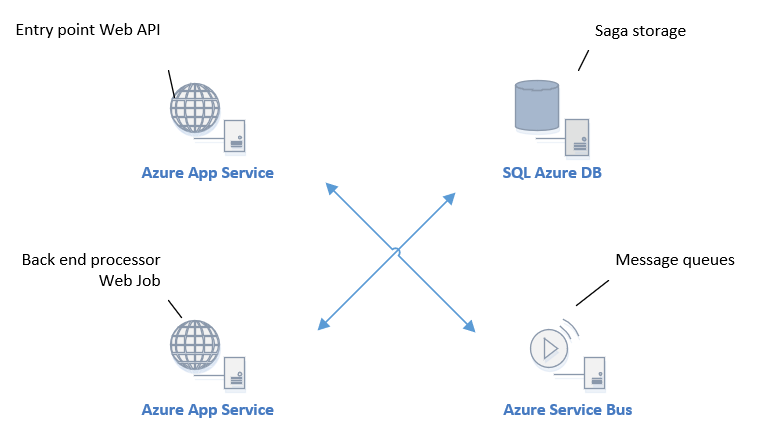 Entry point Web API
Saga storage
Azure App Service
SQL Azure DB
Back end processor
Web Job
Message queues
Azure App Service
Azure Service Bus